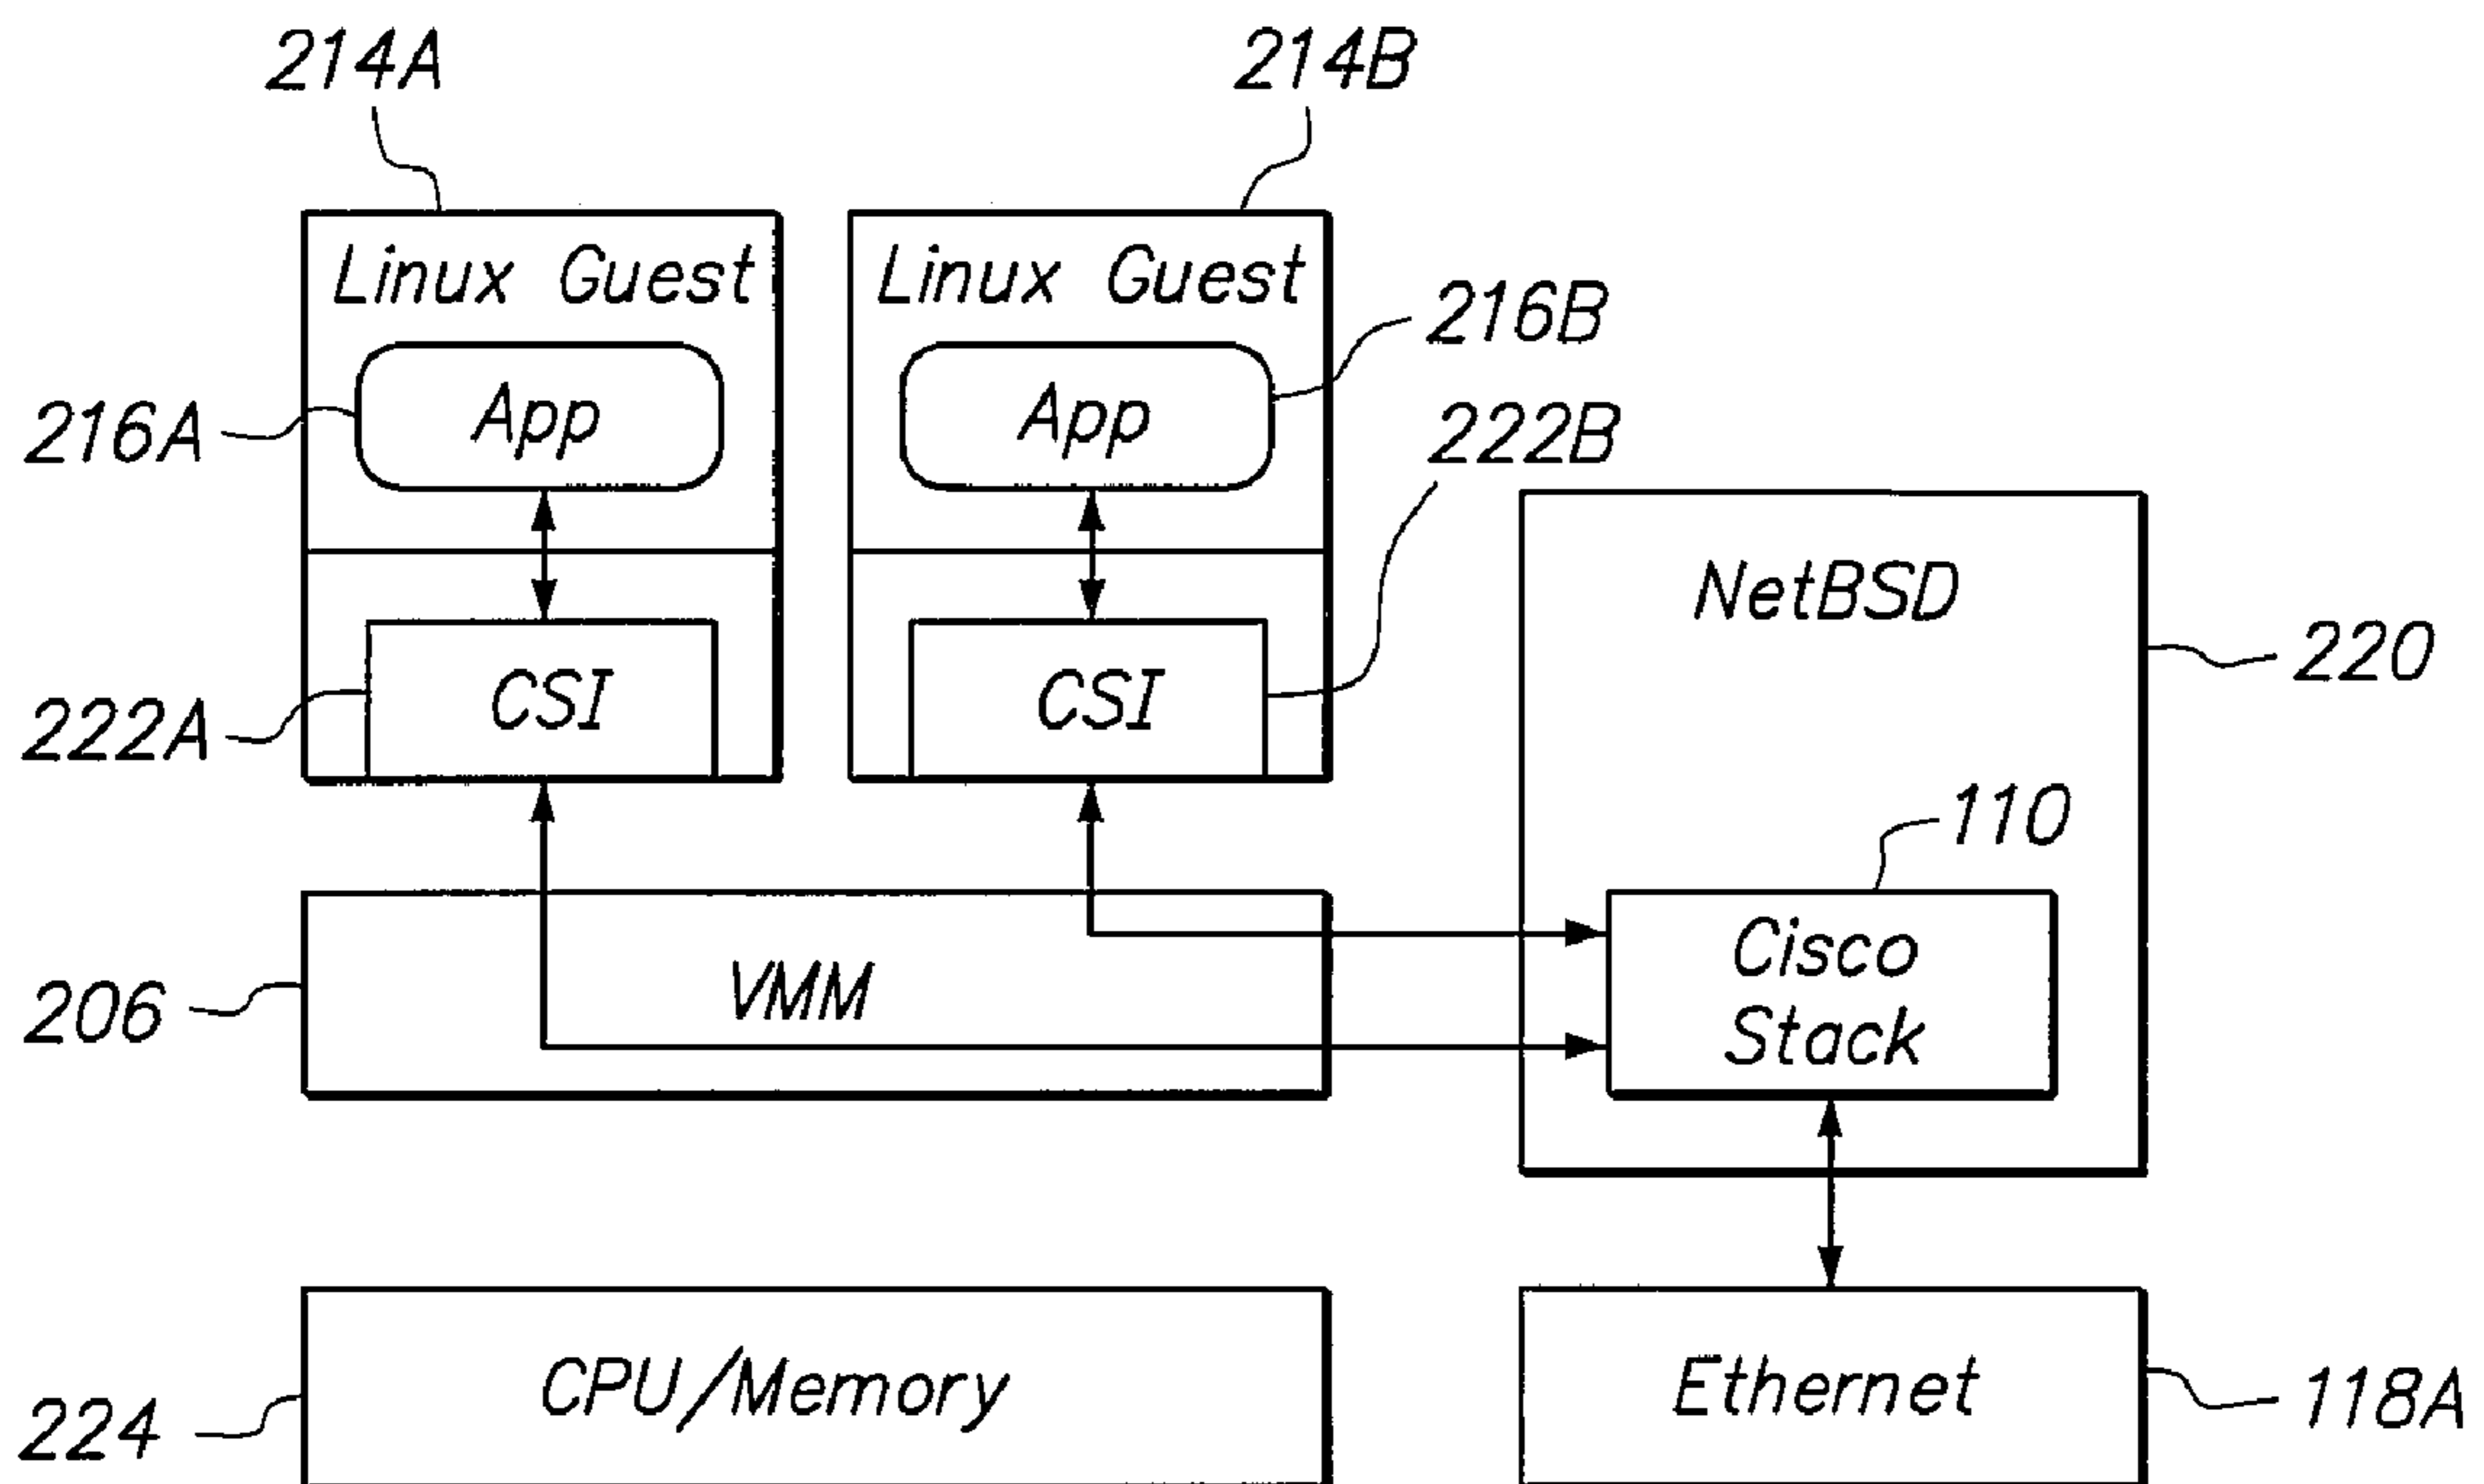 214A
214B
Linux Guest
Linux Guest
216B
App
App
216A
222B
NetBSD
220
CSI
CSI
222A
110
Cisco
Stack
VMM
206
CPU/Memory
Ethernet
224
118A